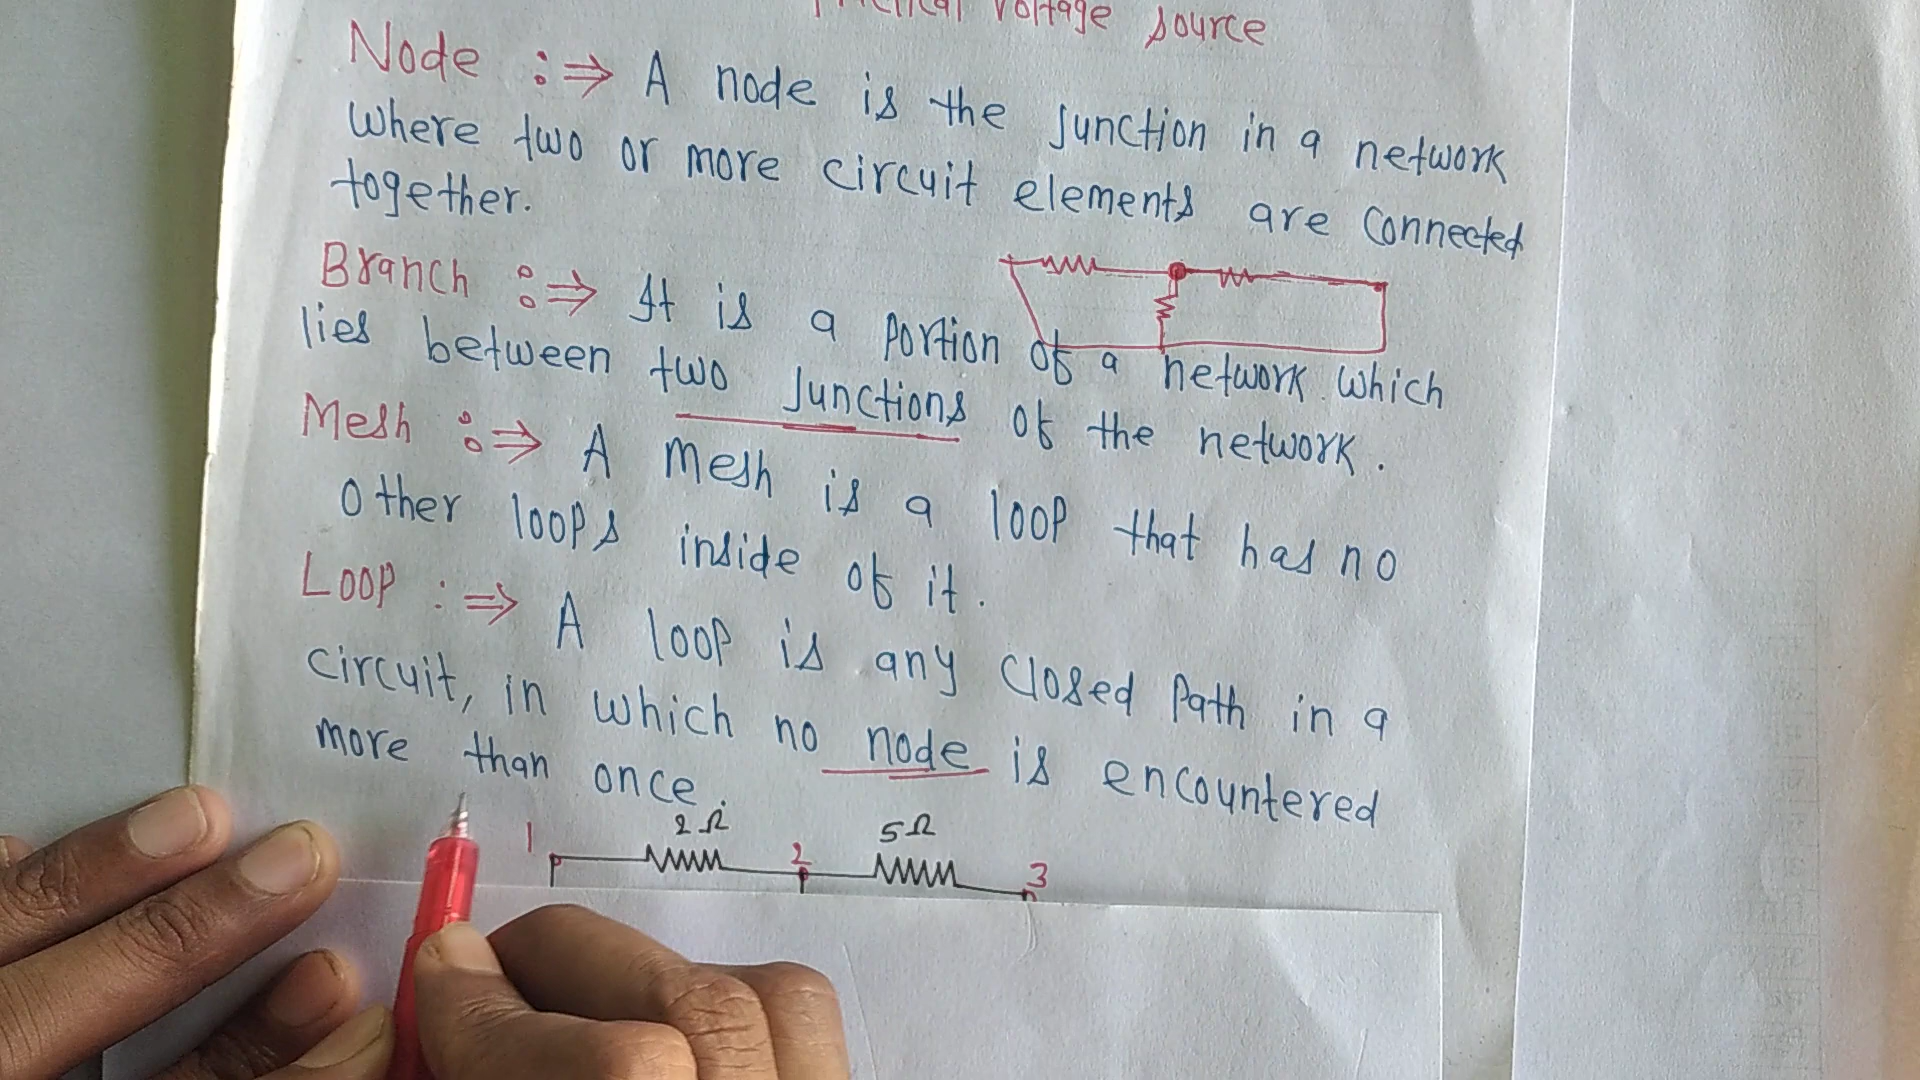 Practical Voltage source
Node :⇒ A node is the junction in a network
where two or more circuit elements are connected
together.
Branch :⇒ It is a portion of a network which
lies between two junctions of the network.
Mesh :⇒ A mesh is a loop that has no
other loops inside of it.
Loop :⇒ A loop is any closed path in a
circuit, in which no node is encountered
more than once.
2Ω 5Ω
1 2 3